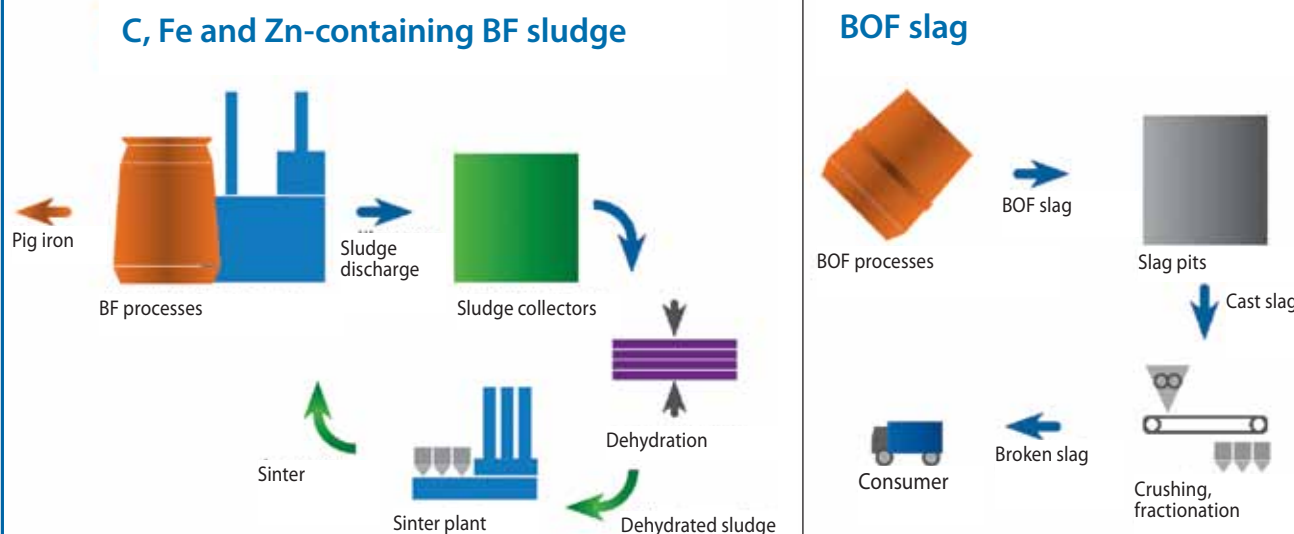 C, Fe and Zn-containing BF sludge
Pig iron
BF processes
Sludge
discharge
Sludge collectors
Dehydration
Dehydrated sludge
Sinter plant
Sinter
BOF slag
BOF processes
BOF slag
Slag pits
Cast slag
Crushing,
fractionation
Broken slag
Consumer